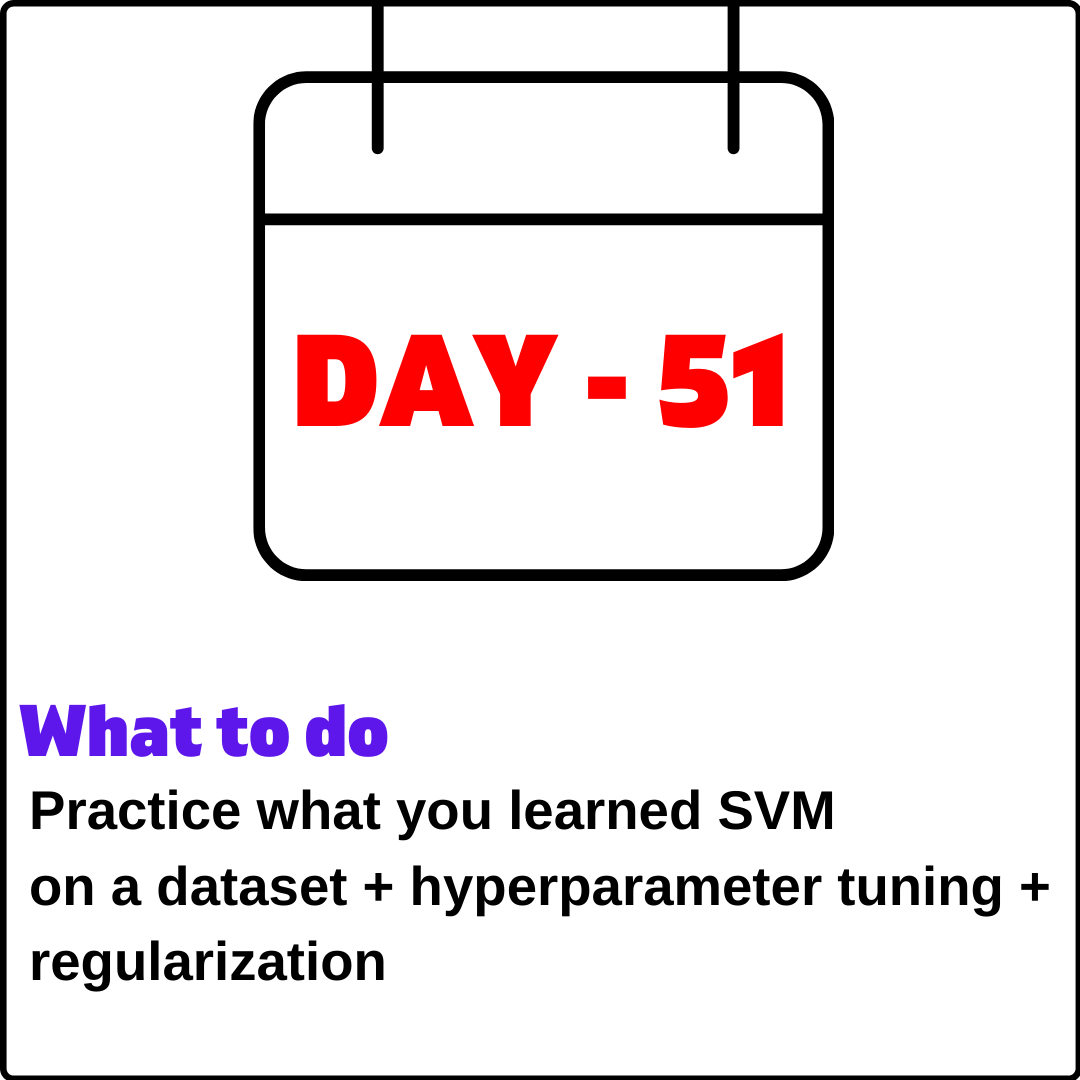 DAY - 51
What to do
Practice what you learned SVM
on a dataset + hyperparameter tuning +
regularization